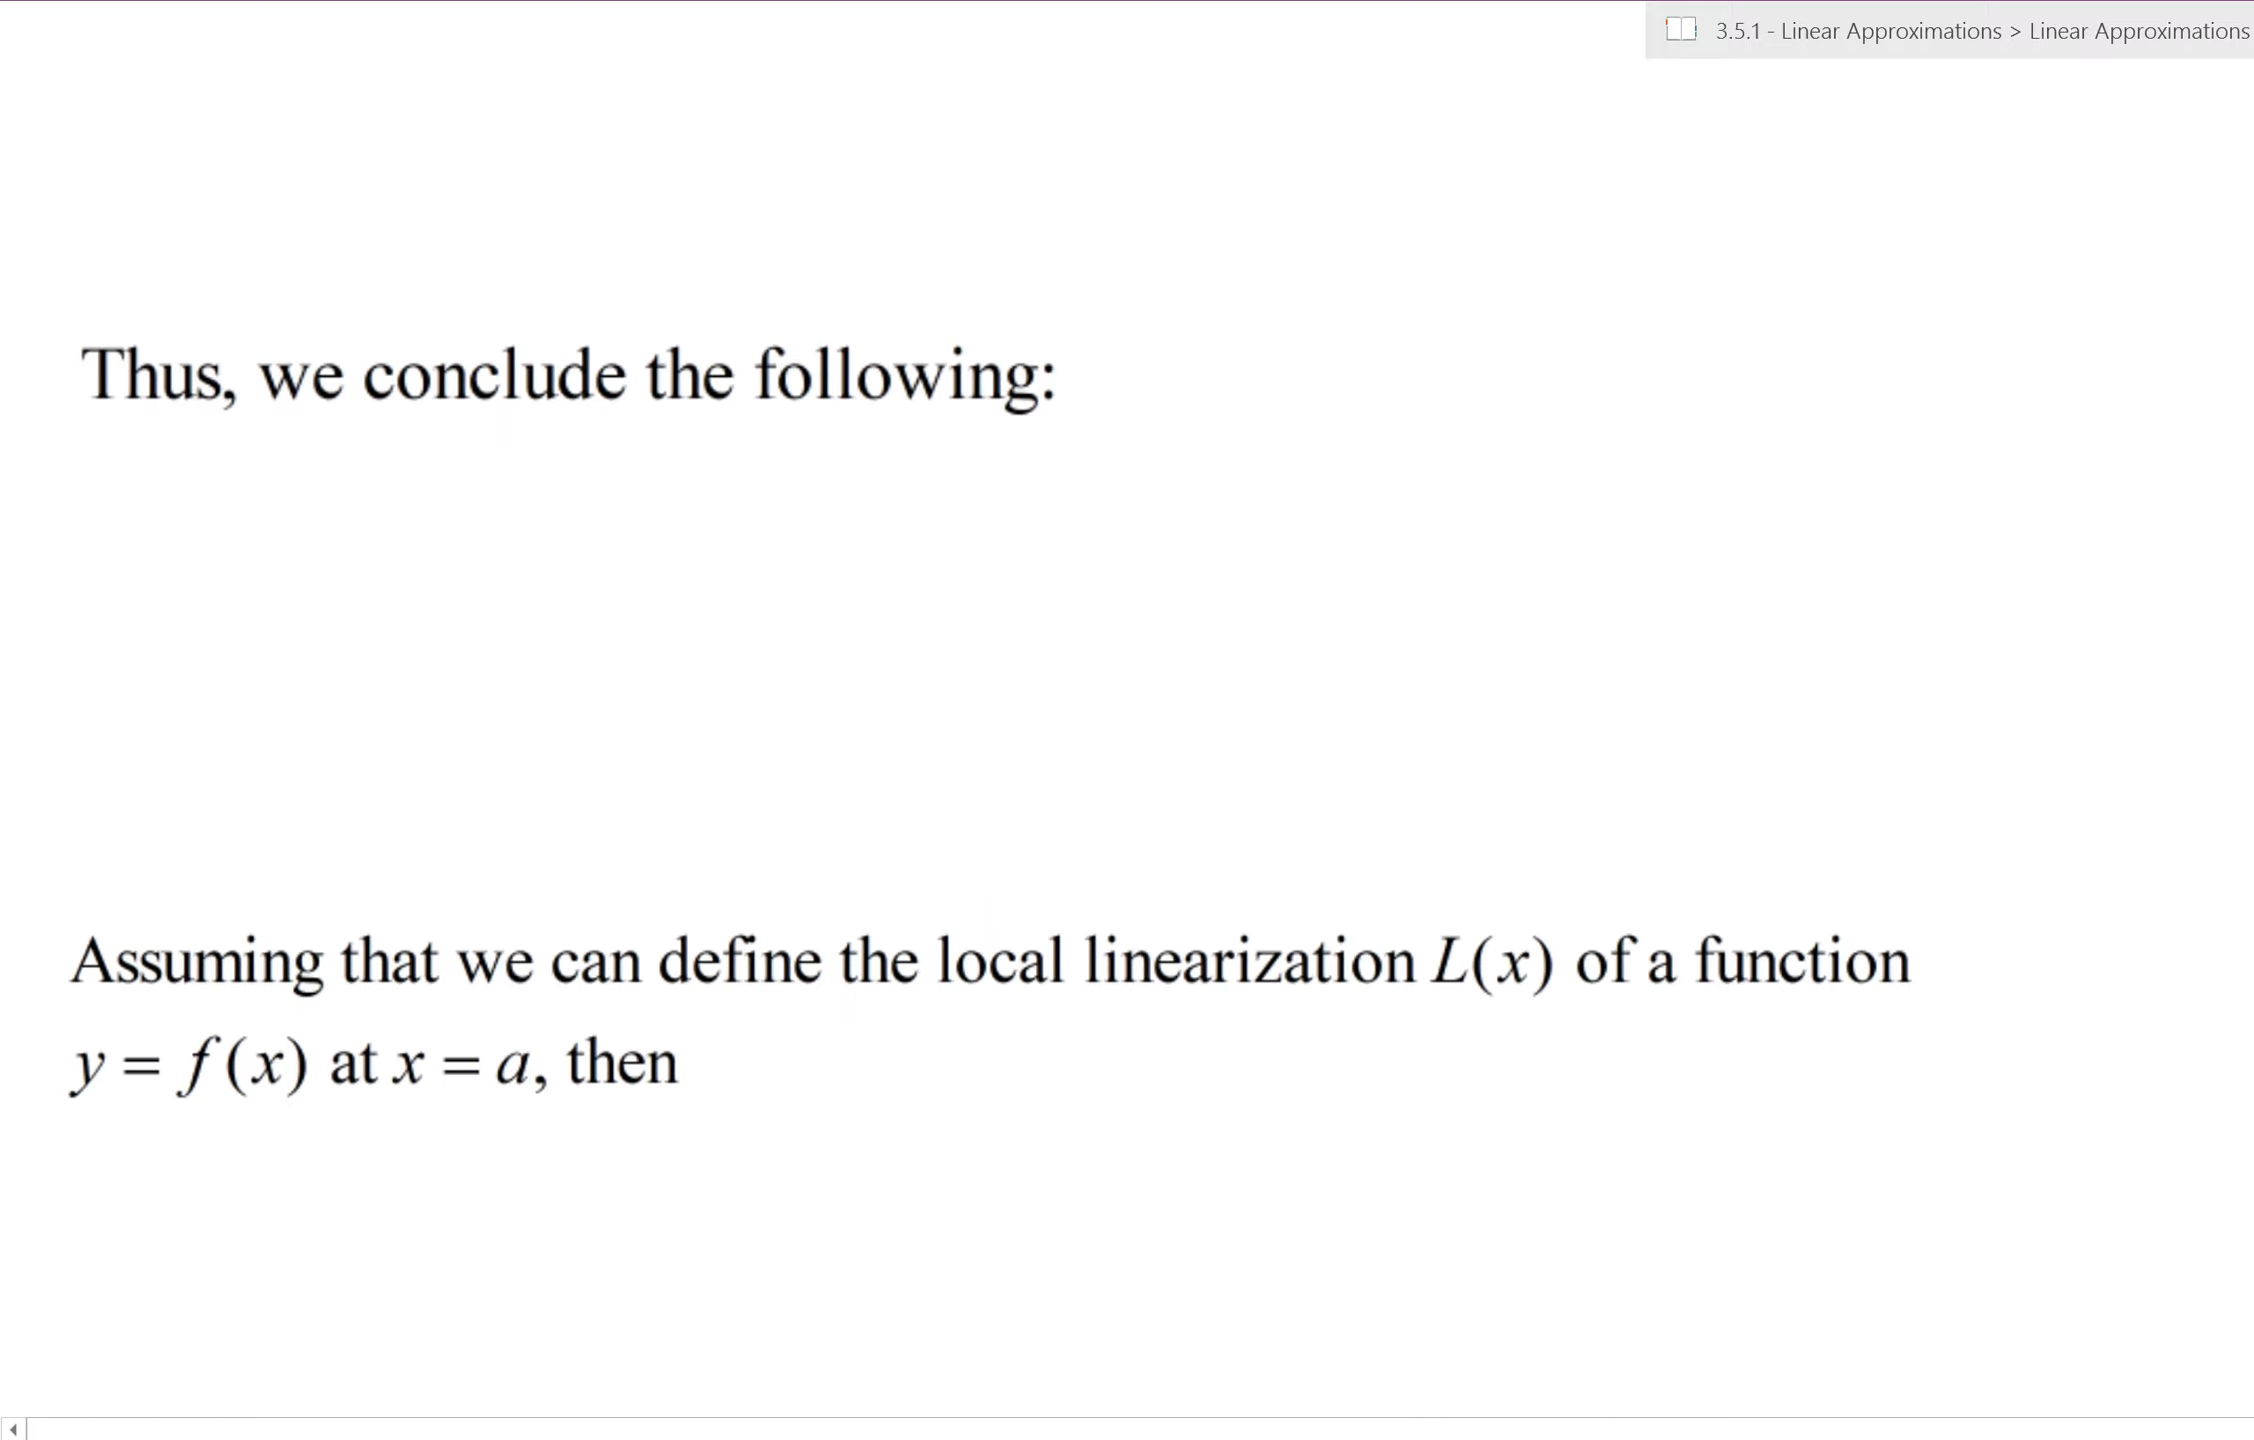 3.5.1 - Linear Approximations > Linear Approximations
Thus, we conclude the following:
Assuming that we can define the local linearization L(x) of a function
y = f(x) at x = a, then